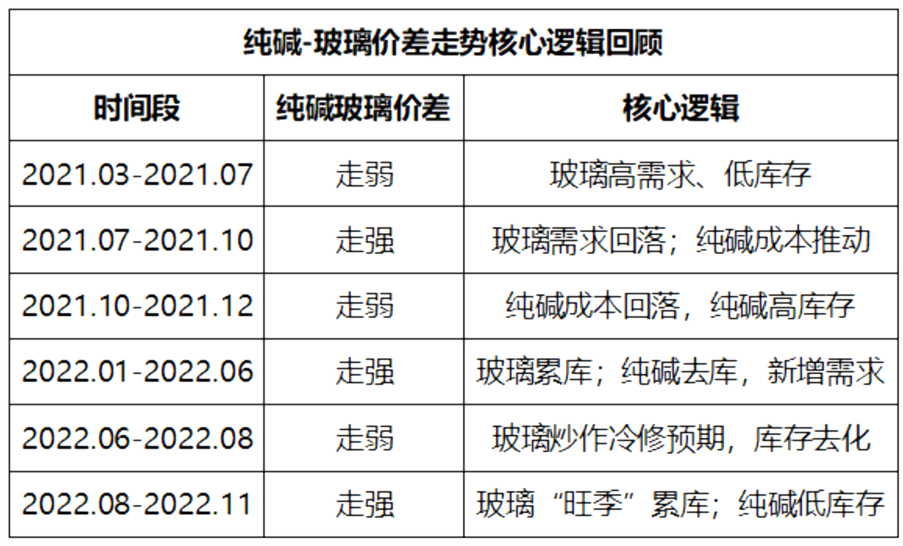 纯碱-玻璃价差走势核心逻辑回顾
时间段 纯碱玻璃价差 核心逻辑
2021.03-2021.07 走弱 玻璃高需求、低库存
2021.07-2021.10 走强 玻璃需求回落；纯碱成本推动
2021.10-2021.12 走弱 纯碱成本回落，纯碱高库存
2022.01-2022.06 走强 玻璃累库；纯碱去库，新增需求
2022.06-2022.08 走弱 玻璃炒作冷修预期，库存去化
2022.08-2022.11 走强 玻璃“旺季”累库；纯碱低库存